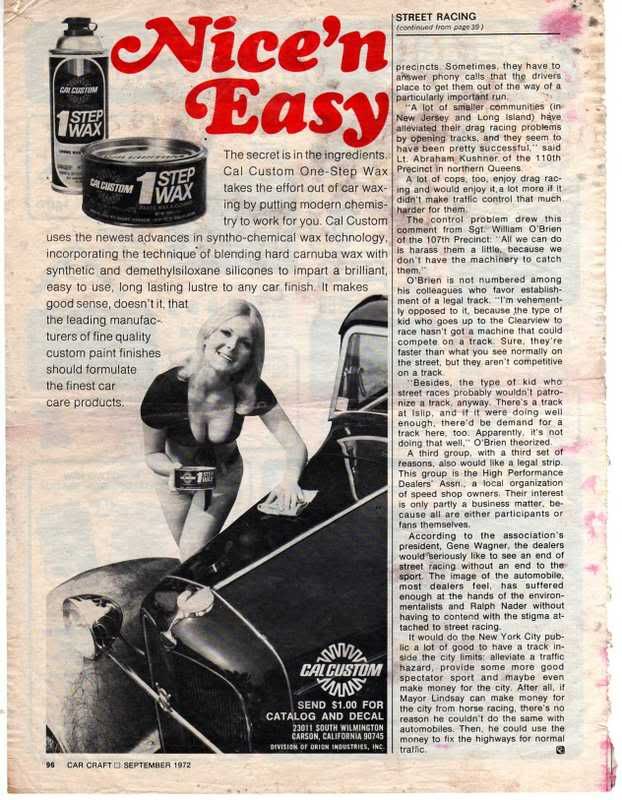 Nice'n
Easy
CAL CUSTOM
1 STEP
WAX
CAL CUSTOM
1 STEP
WAX
The secret is in the ingredients.
Cal Custom One-Step Wax
takes the effort out of car wax-
ing by putting modern chemis-
try to work for you. Cal Custom
uses the newest advances in syntho-chemical wax technology,
incorporating the technique of blending hard carnuba wax with
synthetic and demethylsiloxane silicones to impart a brilliant,
easy to use, long lasting lustre to any car finish. It makes
good sense, doesn't it, that
the leading manufac-
turers of fine quality
custom paint finishes
should formulate
the finest car
care products.
1 STEP
WAX
CAL CUSTOM
SEND $1.00 FOR
CATALOG AND DECAL
23011 SOUTH WILMINGTON
CARSON, CALIFORNIA 90745
DIVISION OF ORION INDUSTRIES, INC.
STREET RACING
(continued from page 39)
precincts. Sometimes, they have to
answer phony calls that the drivers
place to get them out of the way of a
particularly important run.
"A lot of smaller communities (in
New Jersey and Long Island) have
alleviated their drag racing problems
by opening tracks, and they seem to
have been pretty successful," said
Lt. Abraham Kushner of the 110th
Precinct in northern Queens.
A lot of cops, too, enjoy drag rac-
ing and would enjoy it a lot more if it
didn't make traffic control that much
harder for them.
The control problem drew this
comment from Sgt. William O'Brien
of the 107th Precinct: "All we can do
is harass them a little, because we
don't have the machinery to catch
them."
O'Brien is not numbered among
his colleagues who favor establish-
ment of a legal track. "I'm vehement-
ly opposed to it, because the type of
kid who goes up to the Clearview to
race hasn't got a machine that could
compete on a track. Sure, they're
faster than what you see normally on
the street, but they aren't competitive
on a track.
"Besides, the type of kid who
street races probably wouldn't patro-
nize a track, anyway. There's a track
at Islip, and if it were doing well
enough, there'd be demand for a
track here, too. Apparently, it's not
doing that well," O'Brien theorized.
A third group, with a third set of
reasons, also would like a legal strip.
This group is the High Performance
Dealers' Assn., a local organization
of speed shop owners. Their interest
is only partly a business matter, be-
cause all are either participants or
fans themselves.
According to the association's
president, Gene Wagner, the dealers
would seriously like to see an end of
street racing without an end to the
sport. The image of the automobile,
most dealers feel, has suffered
enough at the hands of the environ-
mentalists and Ralph Nader without
having to contend with the stigma at-
tached to street racing.
It would do the New York City pub-
lic a lot of good to have a track in-
side the city limits: alleviate a traffic
hazard, provide some more good
spectator sport and maybe even
make money for the city. After all, if
Mayor Lindsay can make money for
the city from horse racing, there's no
reason he couldn't do the same with
automobiles. Then, he could use the
money to fix the highways for normal
traffic.
96 CAR CRAFT □ SEPTEMBER 1972